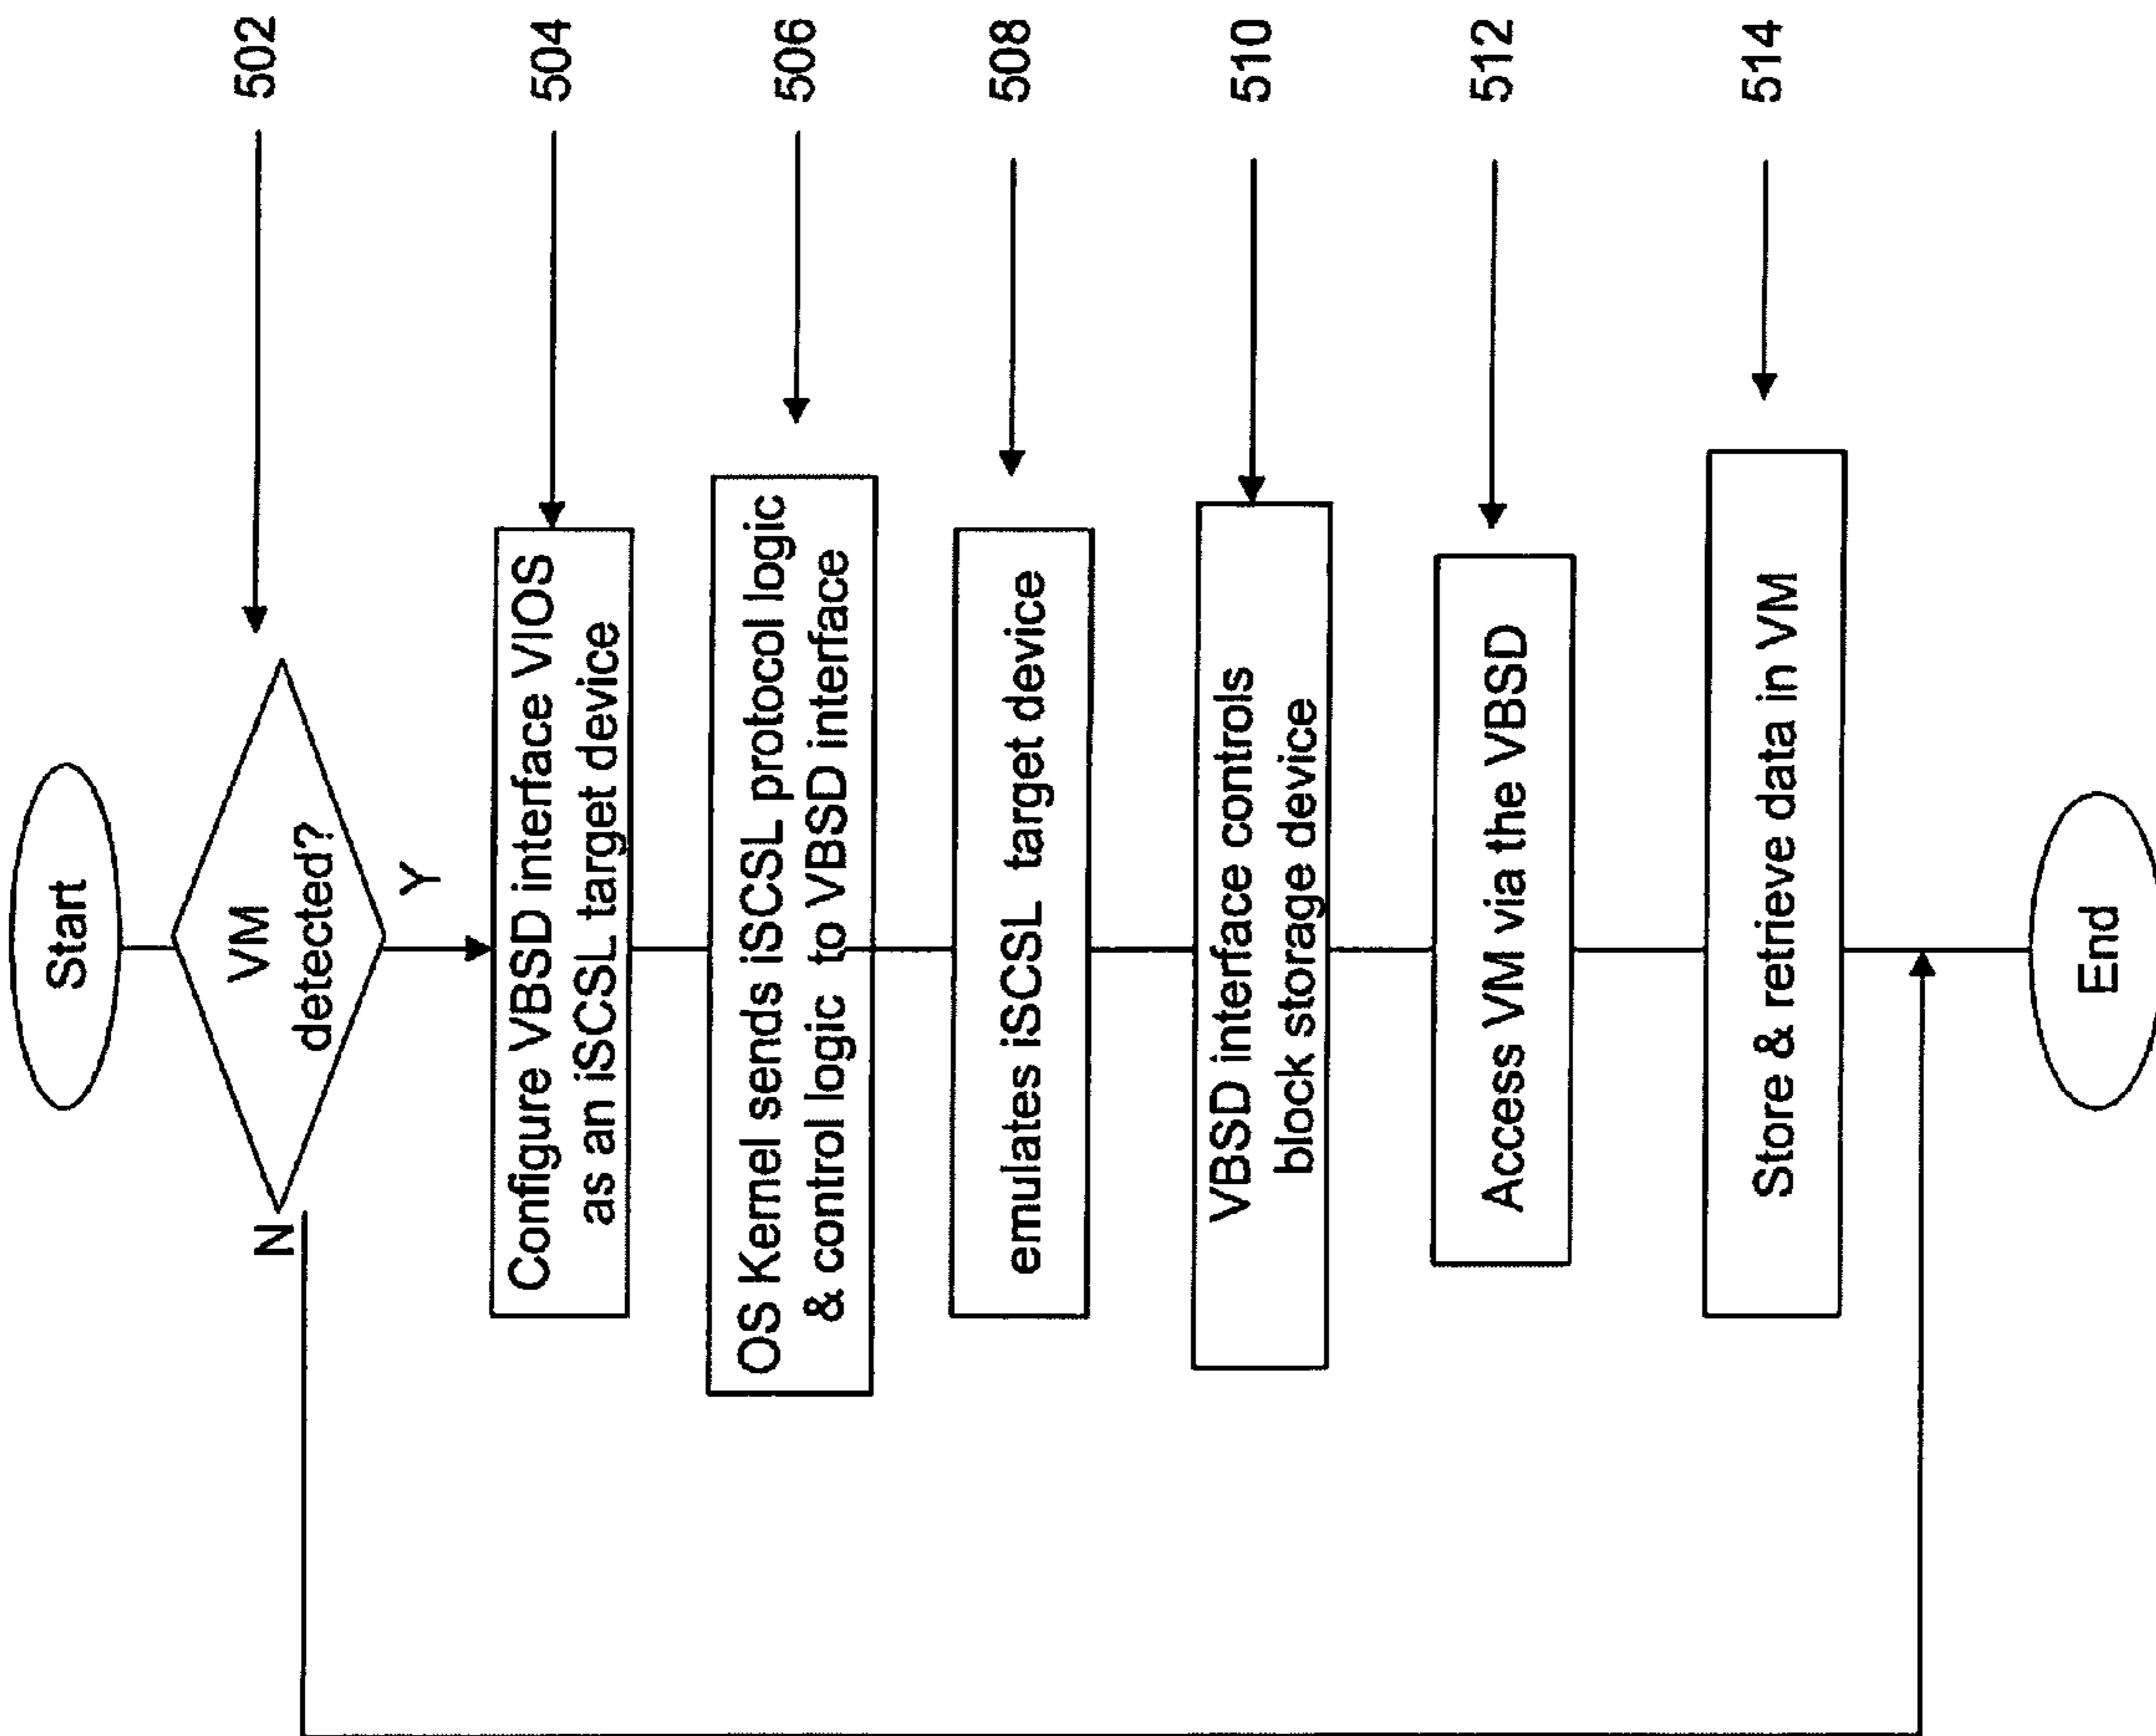 Start
VM
detected?
N
Y
Configure VBSD interface VIOS
as an iSCSL target device
OS Kernel sends iSCSL protocol logic
& control logic to VBSD interface
emulates iSCSL target device
VBSD interface controls
block storage device
Access VM via the VBSD
Store & retrieve data in VM
End
502
504
506
508
510
512
514